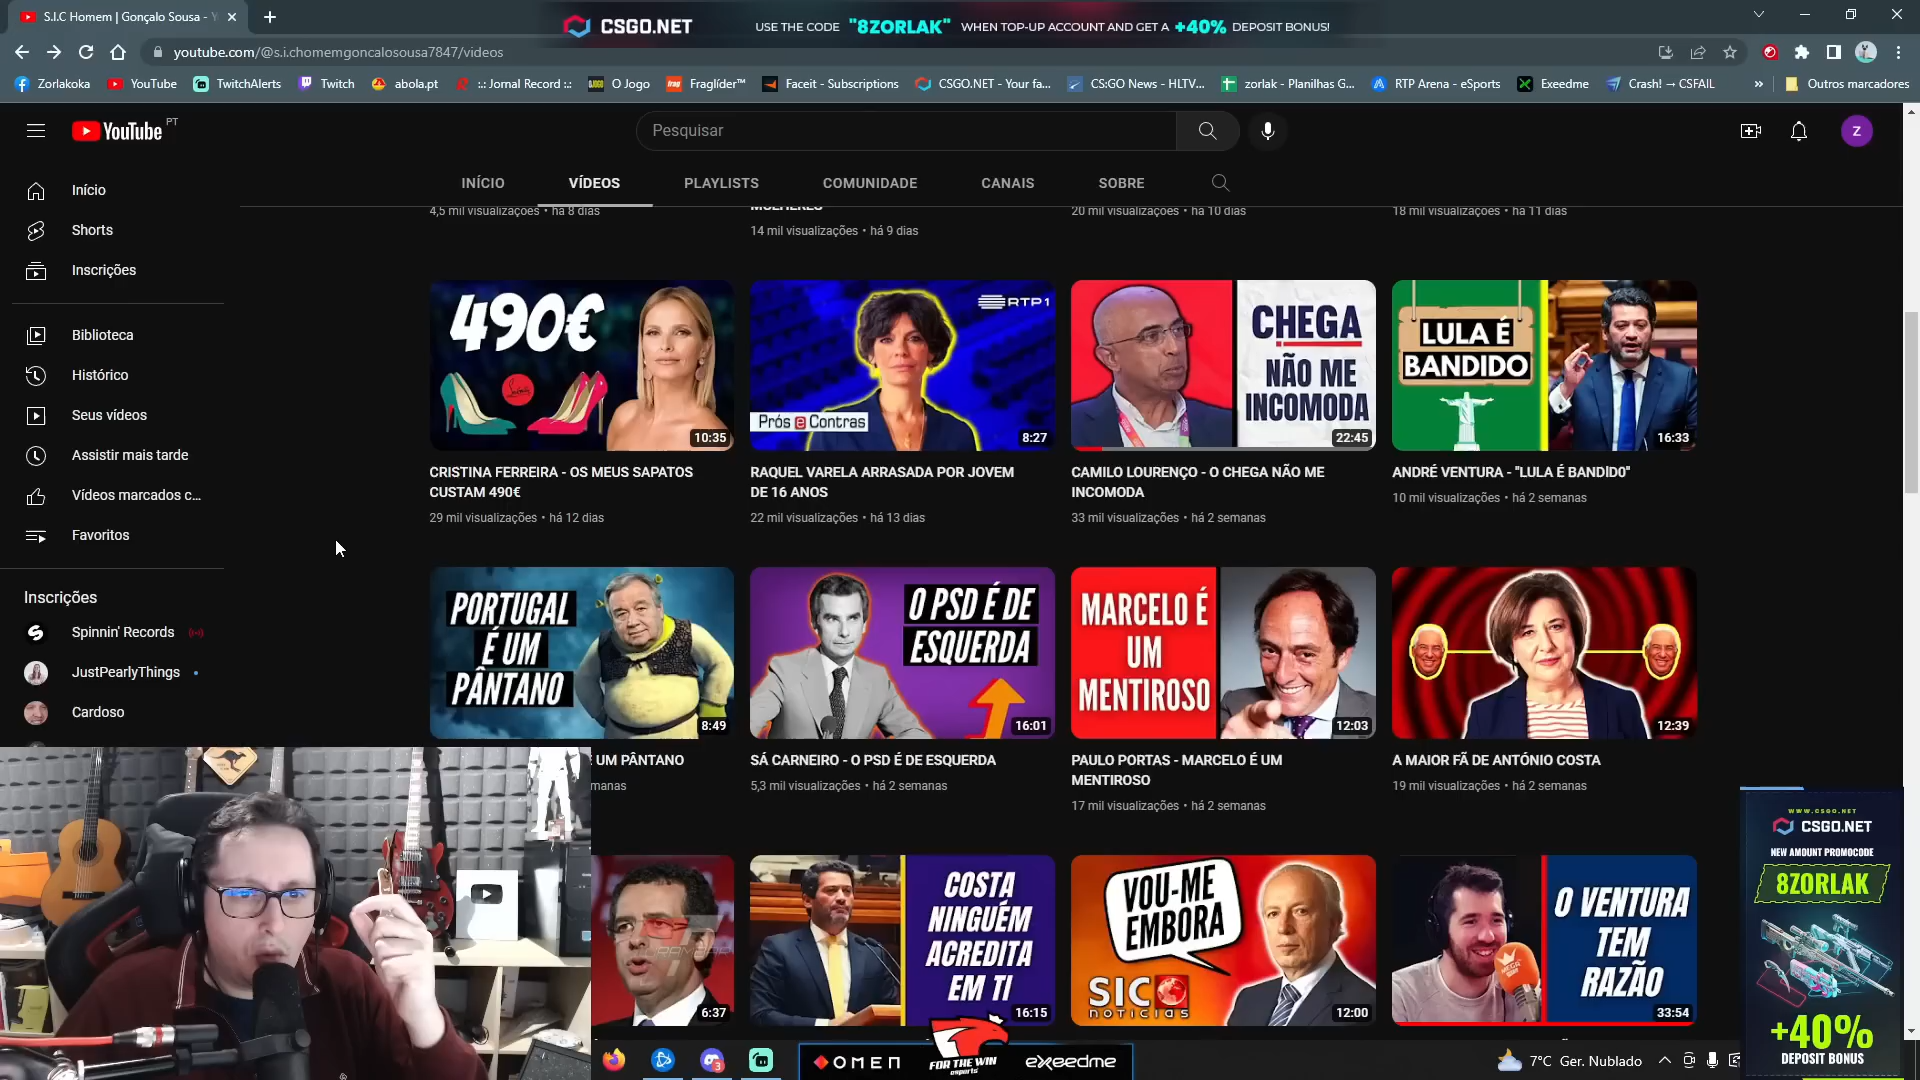 S.I.C Homem | Gonçalo Sousa - Y
CSGO.NET
USE THE CODE "8ZORLAK" WHEN TOP-UP ACCOUNT AND GET A +40% DEPOSIT BONUS!
youtube.com/@s.i.chomemgoncalosousa7847/videos
Zorlakoka
YouTube
TwitchAlerts
Twitch
abola.pt
::: Jornal Record :::
O Jogo
Fraglíder™
Faceit - Subscriptions
CSGO.NET - Your fa...
CS:GO News - HLTV...
zorlak - Planilhas G...
RTP Arena - eSports
Exeedme
Crash! → CSFAIL
»
Outros marcadores
YouTube PT
Pesquisar
Z
INÍCIO
VÍDEOS
PLAYLISTS
COMUNIDADE
CANAIS
SOBRE
Início
Shorts
Inscrições
Biblioteca
Histórico
Seus vídeos
Assistir mais tarde
Vídeos marcados c...
Favoritos
Inscrições
Spinnin' Records
JustPearlyThings
Cardoso
4,5 mil visualizações • há 8 dias
MULHERES
14 mil visualizações • há 9 dias
20 mil visualizações • há 10 dias
18 mil visualizações • há 11 dias
490€
10:35
CRISTINA FERREIRA - OS MEUS SAPATOS
CUSTAM 490€
29 mil visualizações • há 12 dias
RTP1
Prós e Contras
8:27
RAQUEL VARELA ARRASADA POR JOVEM
DE 16 ANOS
22 mil visualizações • há 13 dias
CHEGA
NÃO ME
INCOMODA
22:45
CAMILO LOURENÇO - O CHEGA NÃO ME
INCOMODA
33 mil visualizações • há 2 semanas
LULA É
BANDIDO
16:33
ANDRÉ VENTURA - "LULA É BANDID0"
10 mil visualizações • há 2 semanas
PORTUGAL
É UM
PÂNTANO
8:49
UM PÂNTANO
manas
O PSD É DE
ESQUERDA
16:01
SÁ CARNEIRO - O PSD É DE ESQUERDA
5,3 mil visualizações • há 2 semanas
MARCELO É
UM
MENTIROSO
12:03
PAULO PORTAS - MARCELO É UM
MENTIROSO
17 mil visualizações • há 2 semanas
12:39
A MAIOR FÃ DE ANTÓNIO COSTA
19 mil visualizações • há 2 semanas
6:37
COSTA
NINGUÉM
ACREDITA
EM TI
16:15
VOU-ME
EMBORA
SIC
NOTÍCIAS
12:00
O VENTURA
TEM
RAZÃO
33:54
WWW.CSGO.NET
CSGO.NET
NEW AMOUNT PROMOCODE
8ZORLAK
+40%
DEPOSIT BONUS
3
OMEN
FOR THE WIN
esports
exeedme
7°C Ger. Nublado